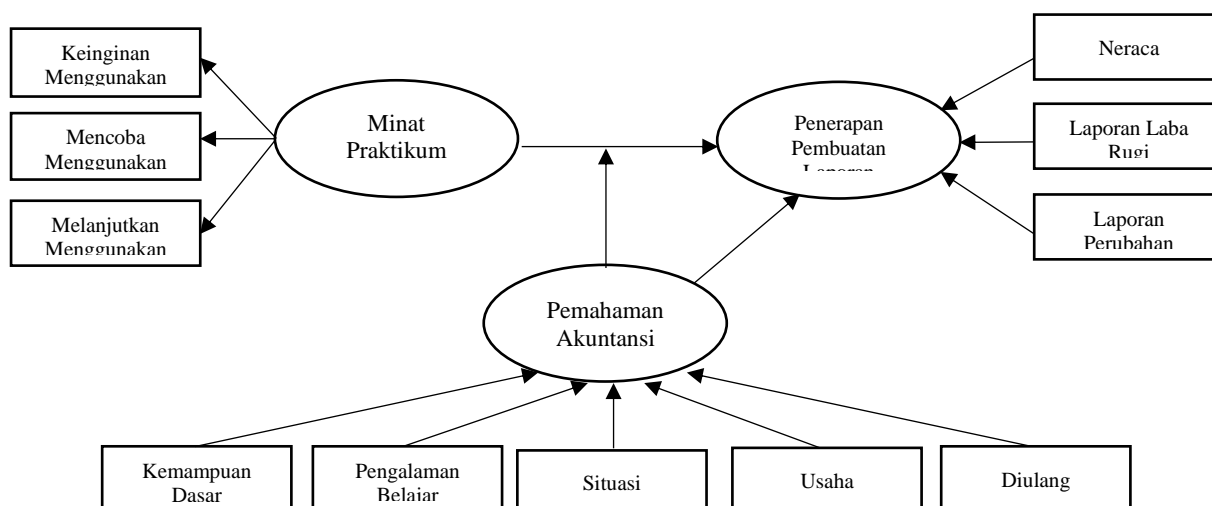 Keinginan
Menggunakan
Mencoba
Menggunakan
Melanjutkan
Menggunakan
Minat
Praktikum
Penerapan
Pembuatan
Laporan
Neraca
Laporan Laba
Rugi
Laporan
Perubahan
Pemahaman
Akuntansi
Kemampuan
Dasar
Pengalaman
Belajar
Situasi
Usaha
Diulang